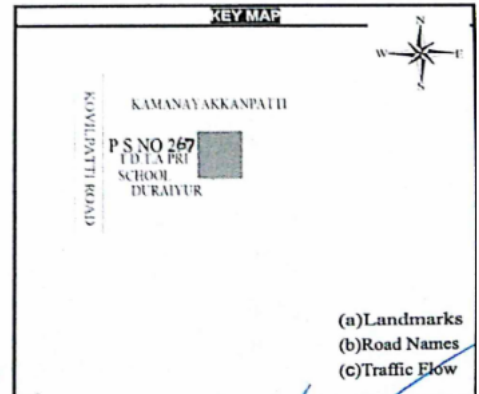 KEY MAP
N
W E
S
KOVILPATTI ROAD
KAMANAYAKKANPATTI
P S NO 267
T.D.T.A PRI
SCHOOL
DURAIYUR
(a)Landmarks
(b)Road Names
(c)Traffic Flow